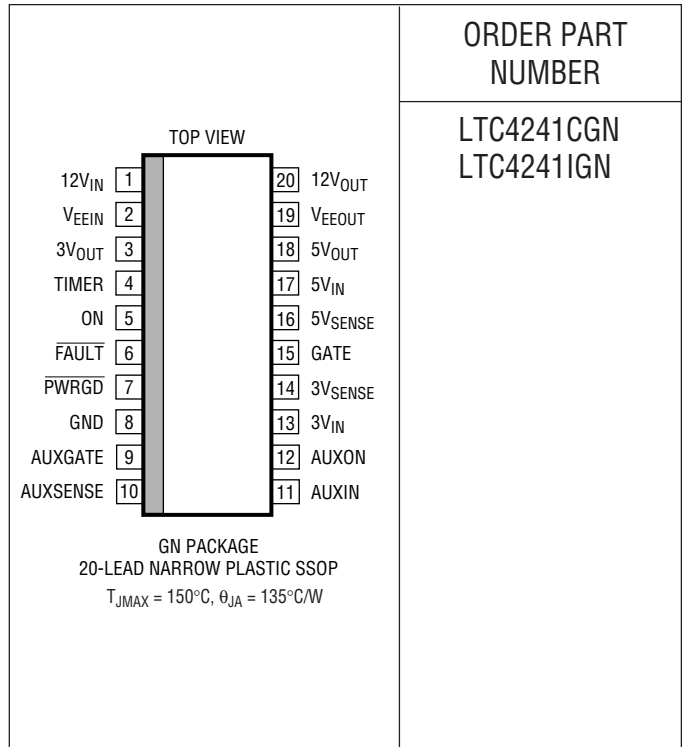 ORDER PART
NUMBER
LTC4241CGN
LTC4241IGN
TOP VIEW
12VIN 1 20 12VOUT
VEEIN 2 19 VEEOUT
3VOUT 3 18 5VOUT
TIMER 4 17 5VIN
ON 5 16 5VSENSE
FAULT 6 15 GATE
PWRGD 7 14 3VSENSE
GND 8 13 3VIN
AUXGATE 9 12 AUXON
AUXSENSE 10 11 AUXIN
GN PACKAGE
20-LEAD NARROW PLASTIC SSOP
TJMAX = 150°C, θJA = 135°C/W